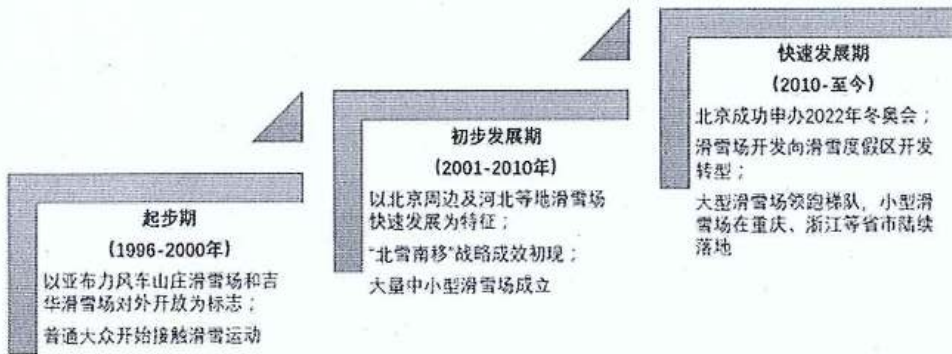 起步期
(1996-2000年)
以亚布力风车山庄滑雪场和吉
华滑雪场对外开放为标志；
普通大众开始接触滑雪运动
初步发展期
(2001-2010年)
以北京周边及河北等地滑雪场
快速发展为特征；
"北雪南移"战略成效初现；
大量中小型滑雪场成立
快速发展期
(2010-至今)
北京成功申办2022年冬奥会；
滑雪场开发向滑雪度假区开发
转型；
大型滑雪场领跑梯队，小型滑
雪场在重庆、浙江等省市陆续
落地